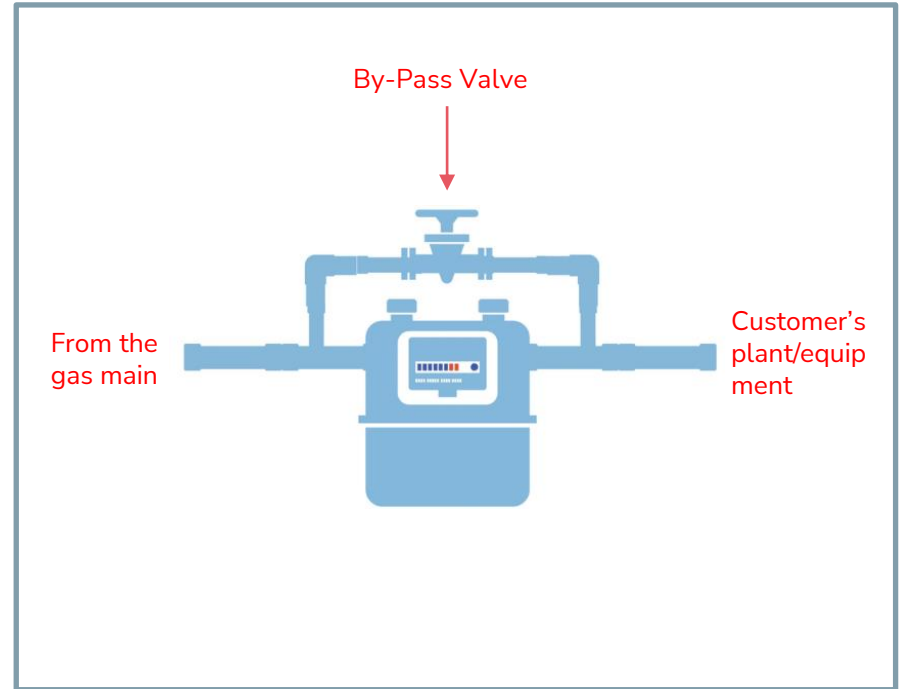 By-Pass Valve
From the
gas main
Customer’s
plant/equip
ment